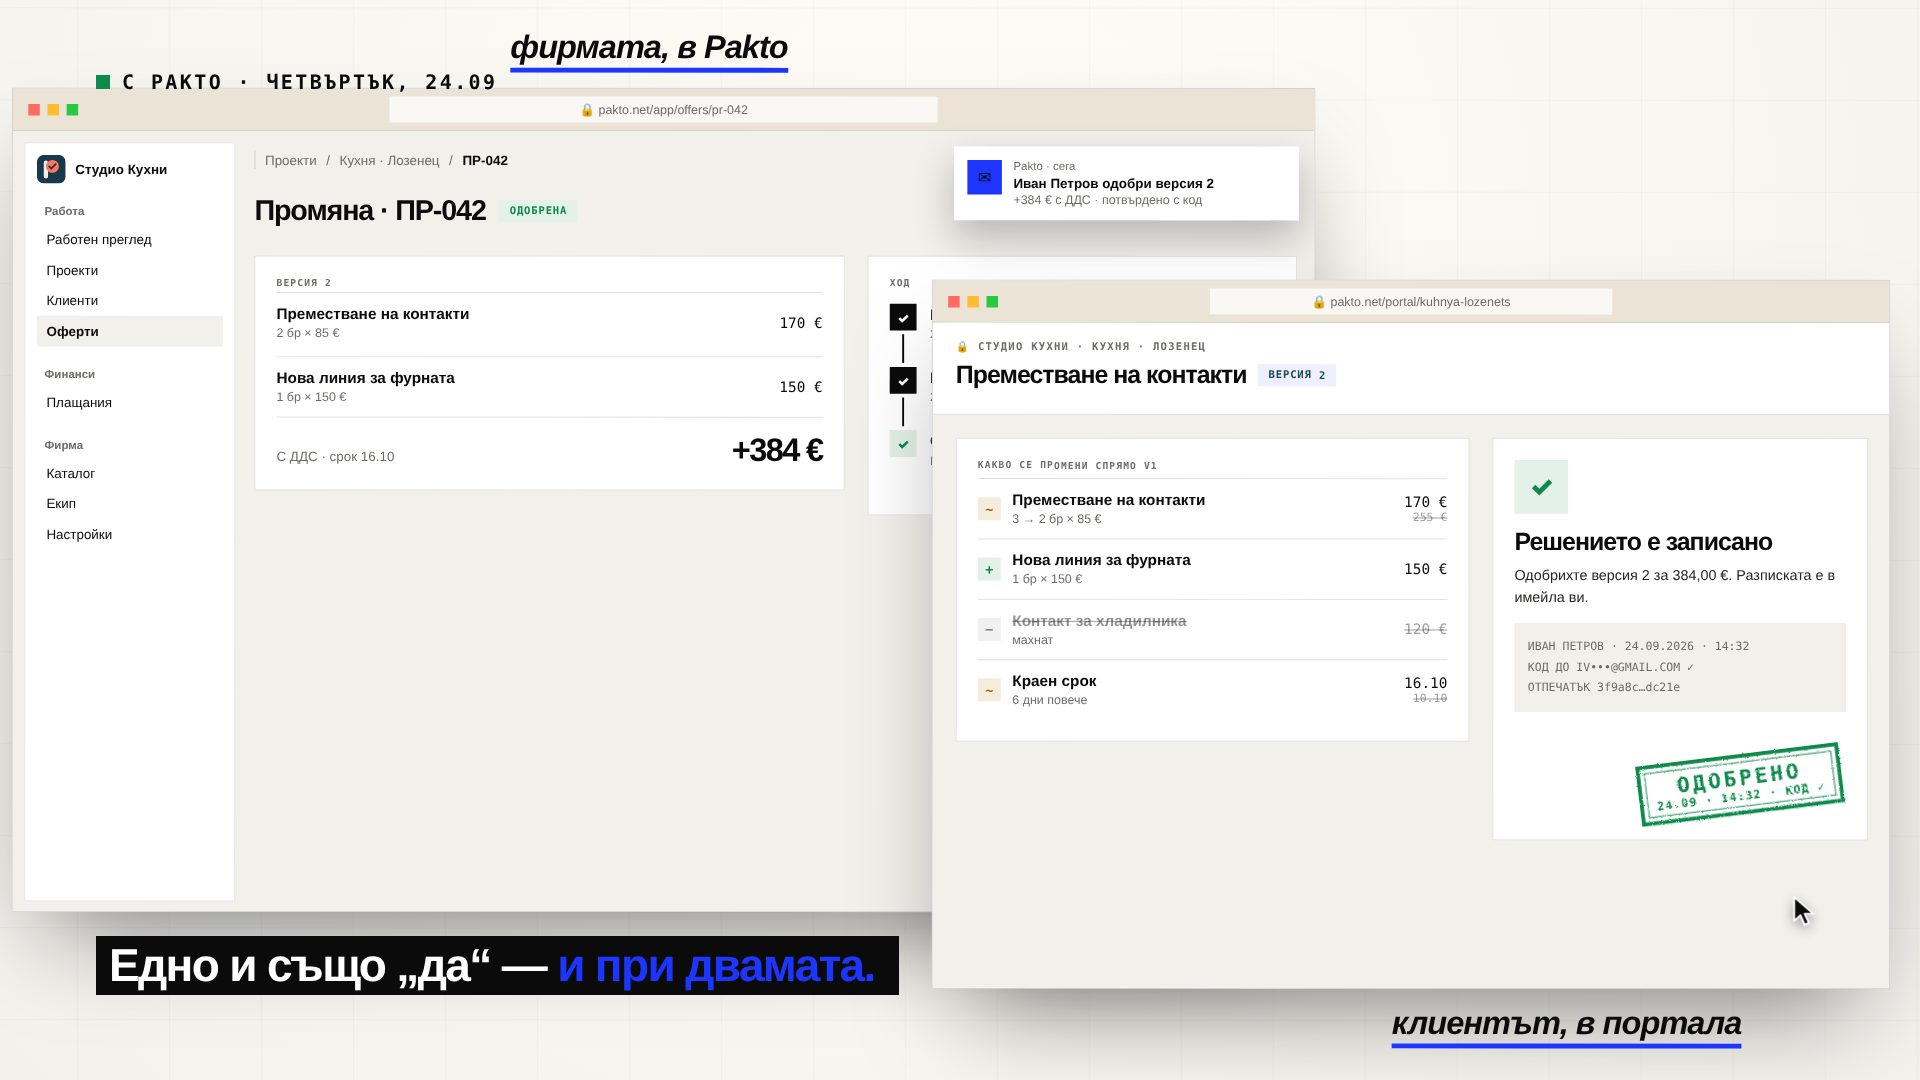 фирмата, в Pakto
С PAKTO · ЧЕТВЪРТЪК, 24.09
pakto.net/app/offers/pr-042
Студио Кухни
Работа
Работен преглед
Проекти
Клиенти
Оферти
Финанси
Плащания
Фирма
Каталог
Екип
Настройки
Проекти / Кухня · Лозенец / ПР-042
Промяна · ПР-042 ОДОБРЕНА
Pakto · сега
Иван Петров одобри версия 2
+384 € с ДДС · потвърдено с код
ВЕРСИЯ 2
Преместване на контакти
2 бр × 85 €
170 €
Нова линия за фурната
1 бр × 150 €
150 €
С ДДС · срок 16.10
+384 €
ХОД
pakto.net/portal/kuhnya-lozenets
СТУДИО КУХНИ · КУХНЯ · ЛОЗЕНЕЦ
Преместване на контакти ВЕРСИЯ 2
КАКВО СЕ ПРОМЕНИ СПРЯМО V1
~ Преместване на контакти
3 → 2 бр × 85 €
170 €
255 €
+ Нова линия за фурната
1 бр × 150 €
150 €
− Контакт за хладилника
махнат
120 €
~ Краен срок
6 дни повече
16.10
10.10
Решението е записано
Одобрихте версия 2 за 384,00 €. Разписката е в
имейла ви.
ИВАН ПЕТРОВ · 24.09.2026 · 14:32
КОД ДО IV•••@GMAIL.COM ✓
ОТПЕЧАТЪК 3f9a8c…dc21e
ОДОБРЕНО
24.09 · 14:32 · КОД ✓
Едно и също „да“ — и при двамата.
клиентът, в портала